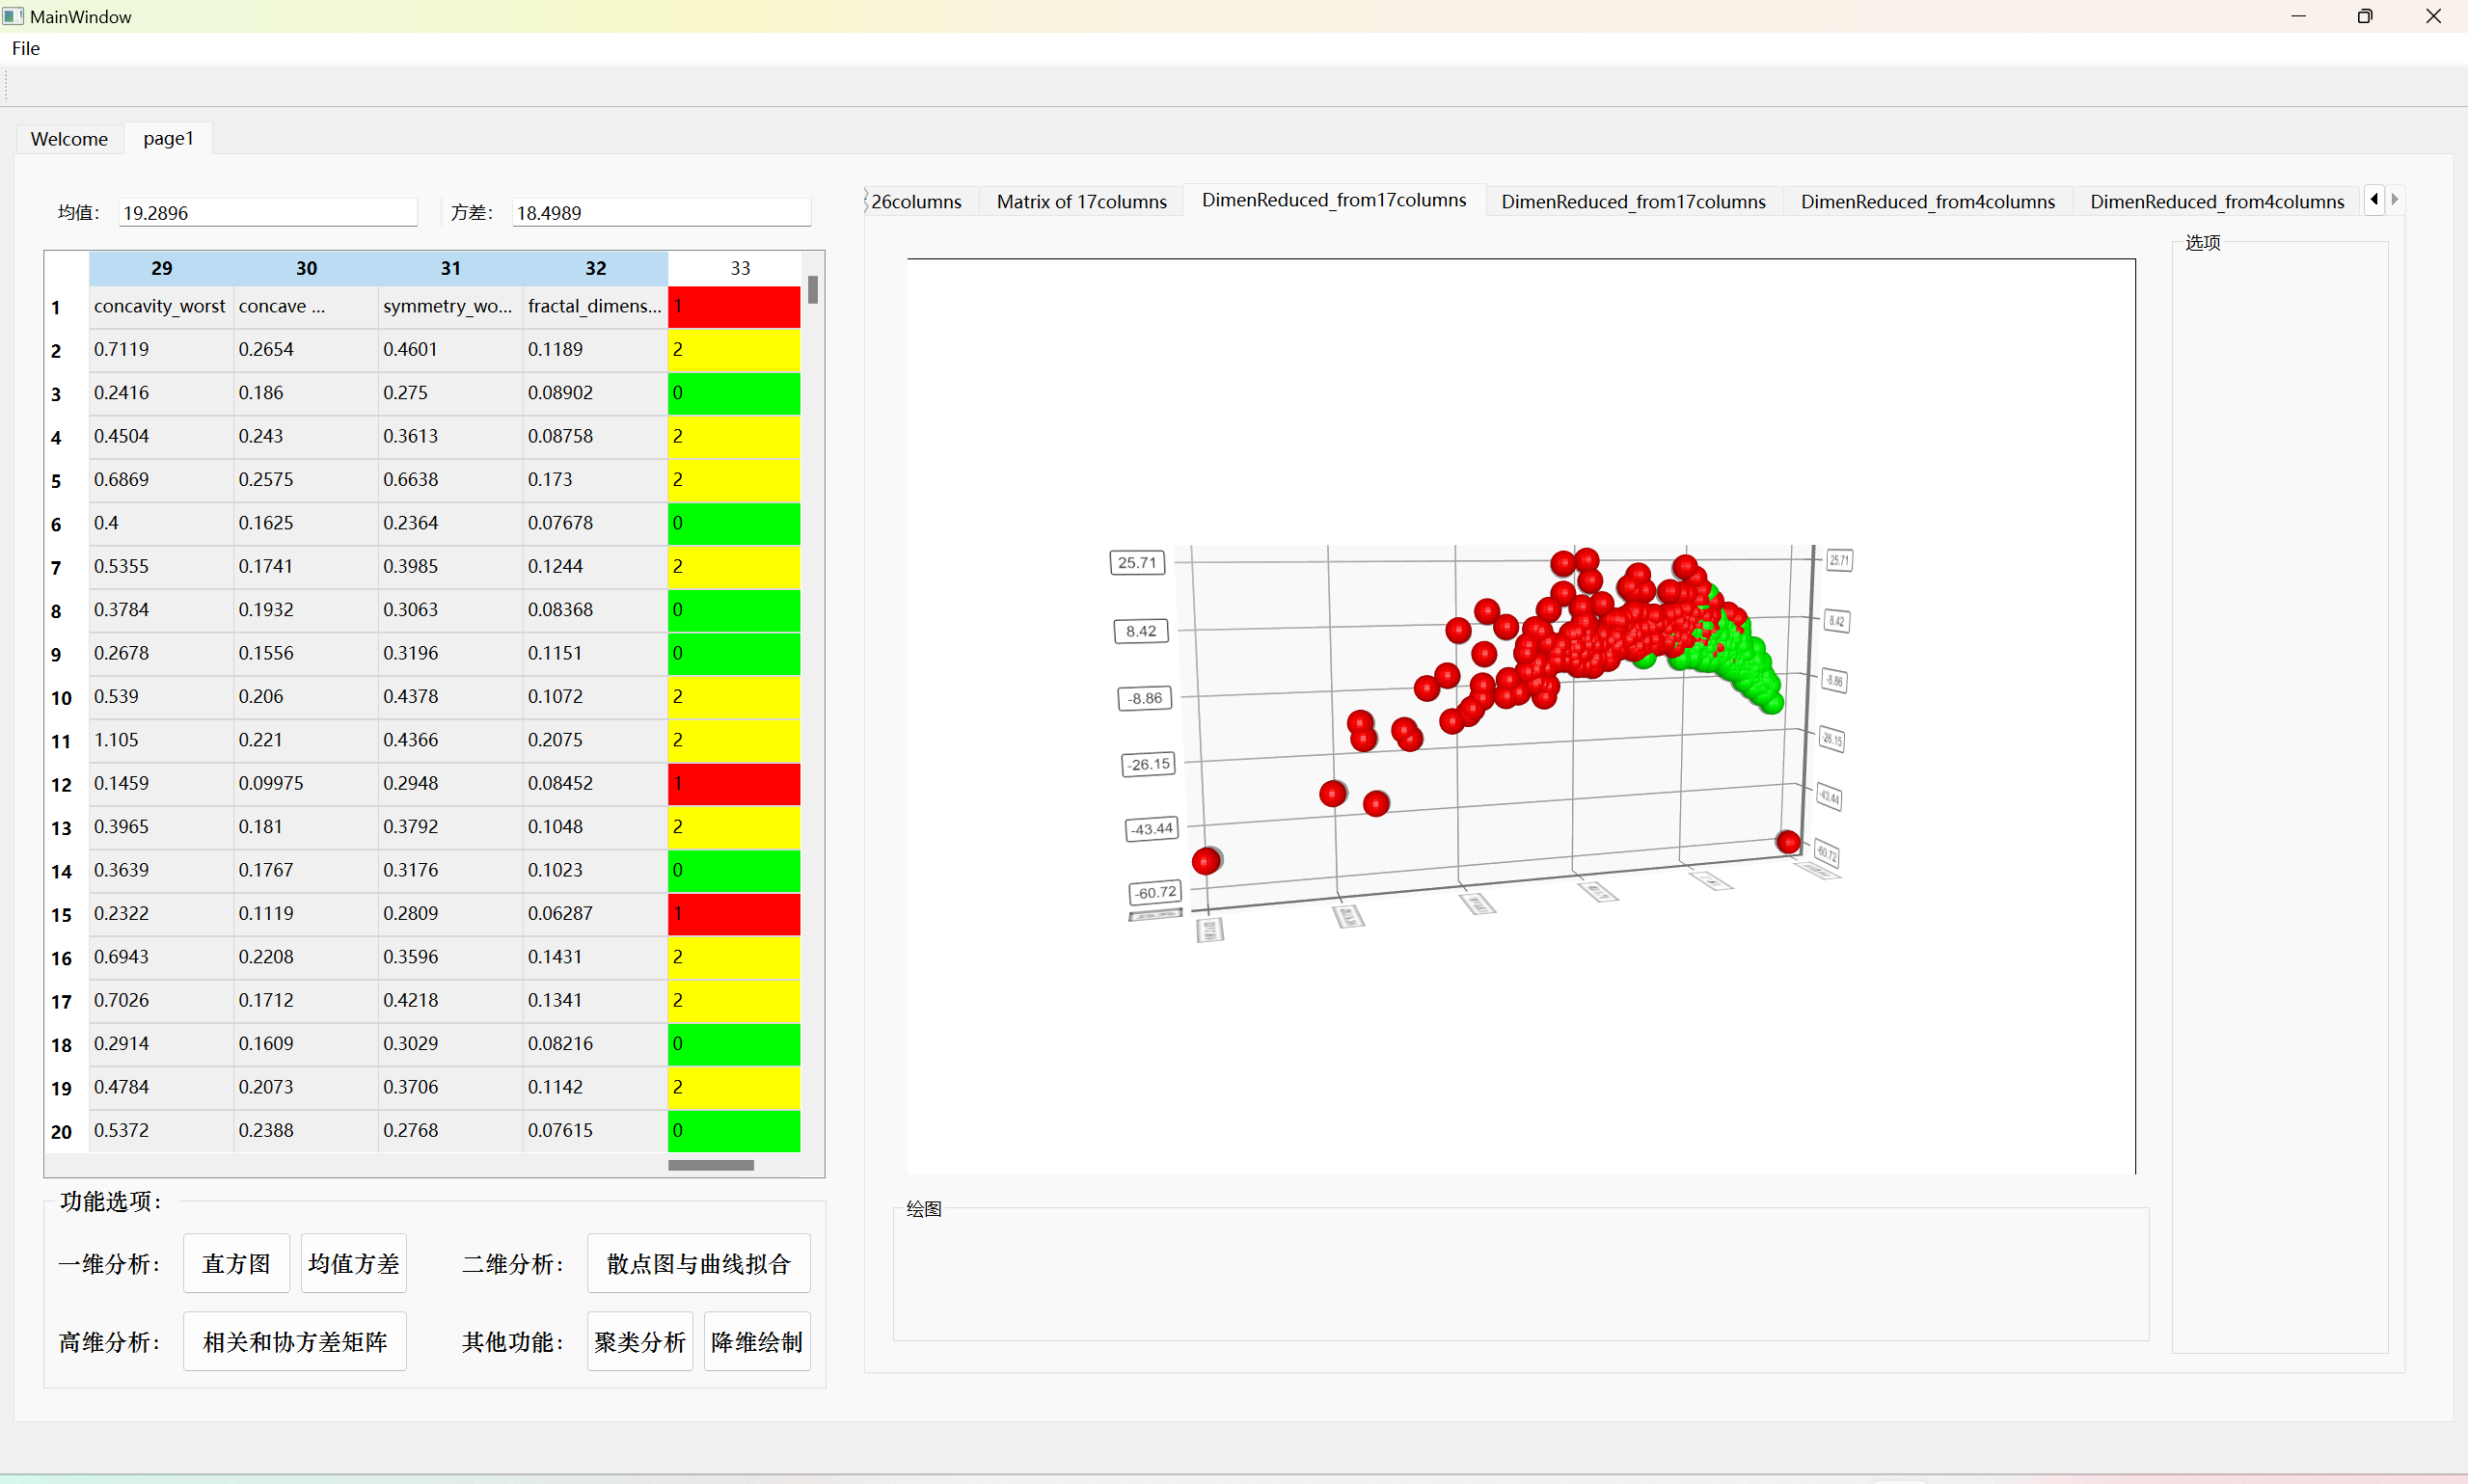 MainWindow
File
Welcome page1
均值： 19.2896 方差： 18.4989
26columns Matrix of 17columns DimenReduced_from17columns DimenReduced_from17columns DimenReduced_from4columns DimenReduced_from4columns
选项
29 30 31 32 33
1 concavity_worst concave ... symmetry_wo... fractal_dimens... 1
2 0.7119 0.2654 0.4601 0.1189 2
3 0.2416 0.186 0.275 0.08902 0
4 0.4504 0.243 0.3613 0.08758 2
5 0.6869 0.2575 0.6638 0.173 2
6 0.4 0.1625 0.2364 0.07678 0
7 0.5355 0.1741 0.3985 0.1244 2
8 0.3784 0.1932 0.3063 0.08368 0
9 0.2678 0.1556 0.3196 0.1151 0
10 0.539 0.206 0.4378 0.1072 2
11 1.105 0.221 0.4366 0.2075 2
12 0.1459 0.09975 0.2948 0.08452 1
13 0.3965 0.181 0.3792 0.1048 2
14 0.3639 0.1767 0.3176 0.1023 0
15 0.2322 0.1119 0.2809 0.06287 1
16 0.6943 0.2208 0.3596 0.1431 2
17 0.7026 0.1712 0.4218 0.1341 2
18 0.2914 0.1609 0.3029 0.08216 0
19 0.4784 0.2073 0.3706 0.1142 2
20 0.5372 0.2388 0.2768 0.07615 0
25.71 25.71
8.42 8.42
-8.86 -8.86
-26.15 -26.15
-43.44 -43.44
-60.72 -60.72
功能选项：
一维分析： 直方图 均值方差 二维分析： 散点图与曲线拟合
高维分析： 相关和协方差矩阵 其他功能： 聚类分析 降维绘制
绘图